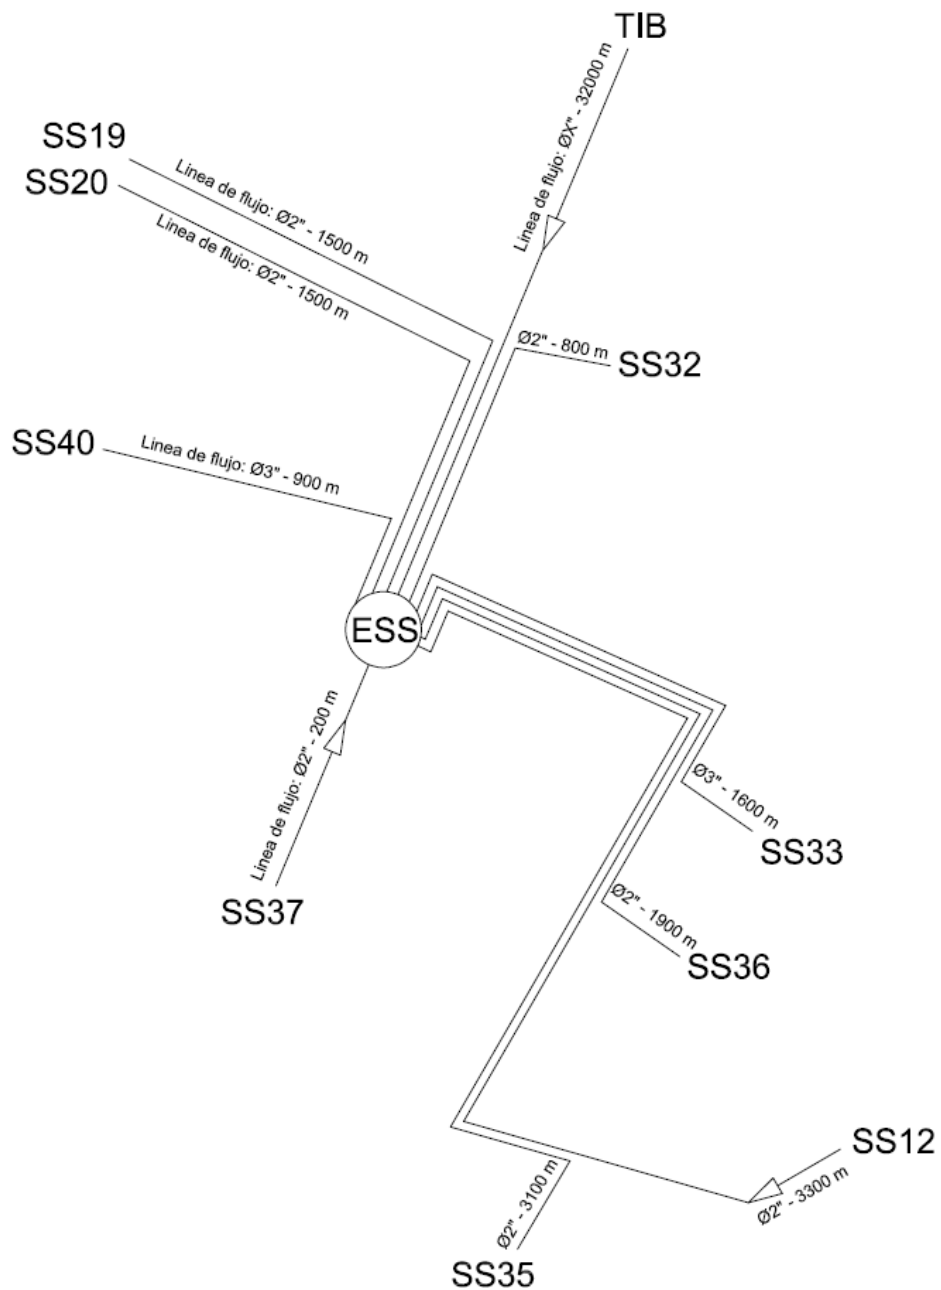 TIB
Linea de flujo: ØX" - 32000 m
SS19
Linea de flujo: Ø2" - 1500 m
SS20
Linea de flujo: Ø2" - 1500 m
Ø2" - 800 m
SS32
SS40
Linea de flujo: Ø3" - 900 m
ESS
Linea de flujo: Ø2" - 200 m
SS37
Ø3" - 1600 m
SS33
Ø2" - 1900 m
SS36
SS12
Ø2" - 3300 m
Ø2" - 3100 m
SS35